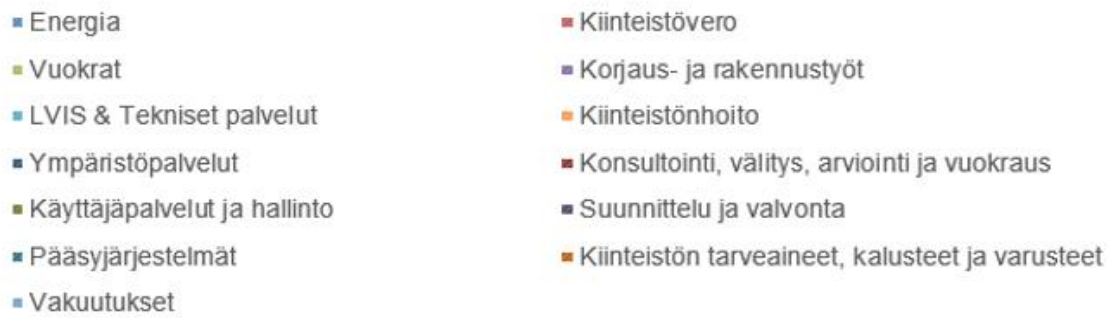 Energia
Kiinteistövero
Vuokrat
Korjaus- ja rakennustyöt
LVIS & Tekniset palvelut
Kiinteistönhoito
Ympäristöpalvelut
Konsultointi, välitys, arviointi ja vuokraus
Käyttäjäpalvelut ja hallinto
Suunnittelu ja valvonta
Pääsyjärjestelmät
Kiinteistön tarveaineet, kalusteet ja varusteet
Vakuutukset